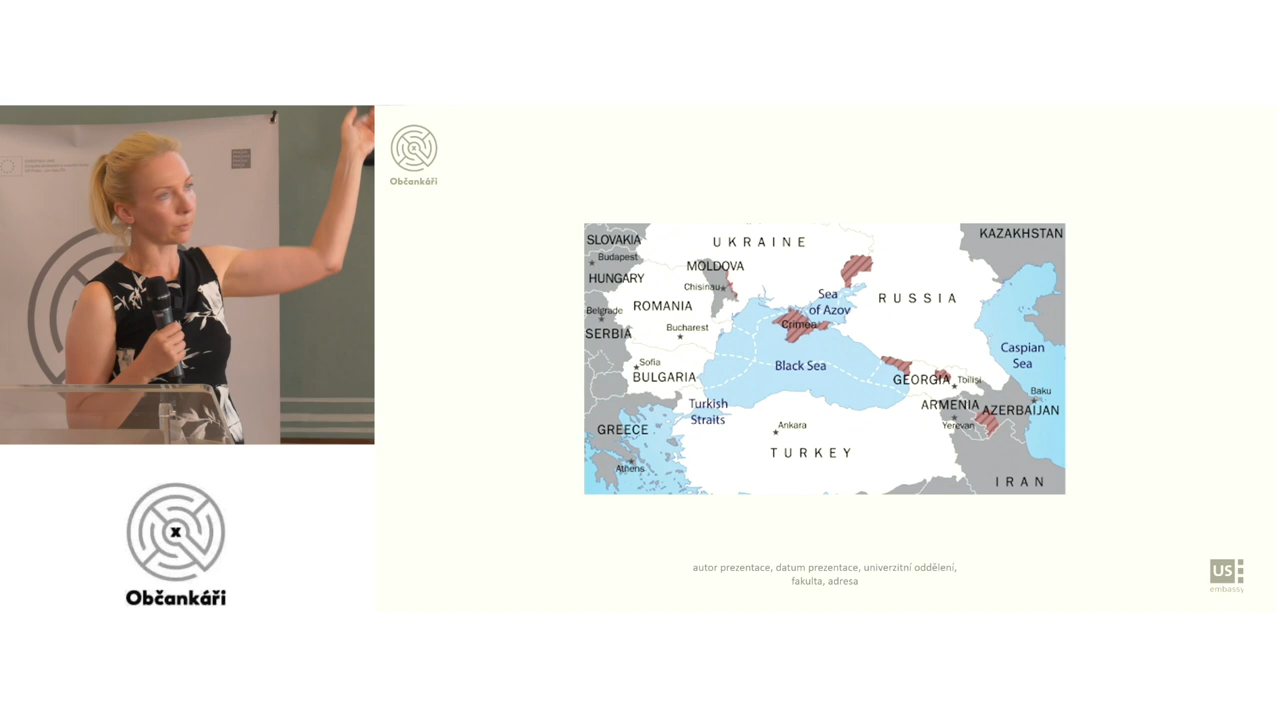 Občankáři
SLOVAKIA
Budapest
HUNGARY
UKRAINE
MOLDOVA
Chisinau
KAZAKHSTAN
ROMANIA
Belgrade
SERBIA
Bucharest
Sea
of Azov
RUSSIA
Crimea
Sofia
BULGARIA
Black Sea
Caspian
Sea
GEORGIA
Tbilisi
Turkish
Straits
ARMENIA
Baku
AZERBAIJAN
Yerevan
GREECE
Athens
Ankara
TURKEY
IRAN
autor prezentace, datum prezentace, univerzitní oddělení,
fakulta, adresa
US
embassy
x
Občankáři